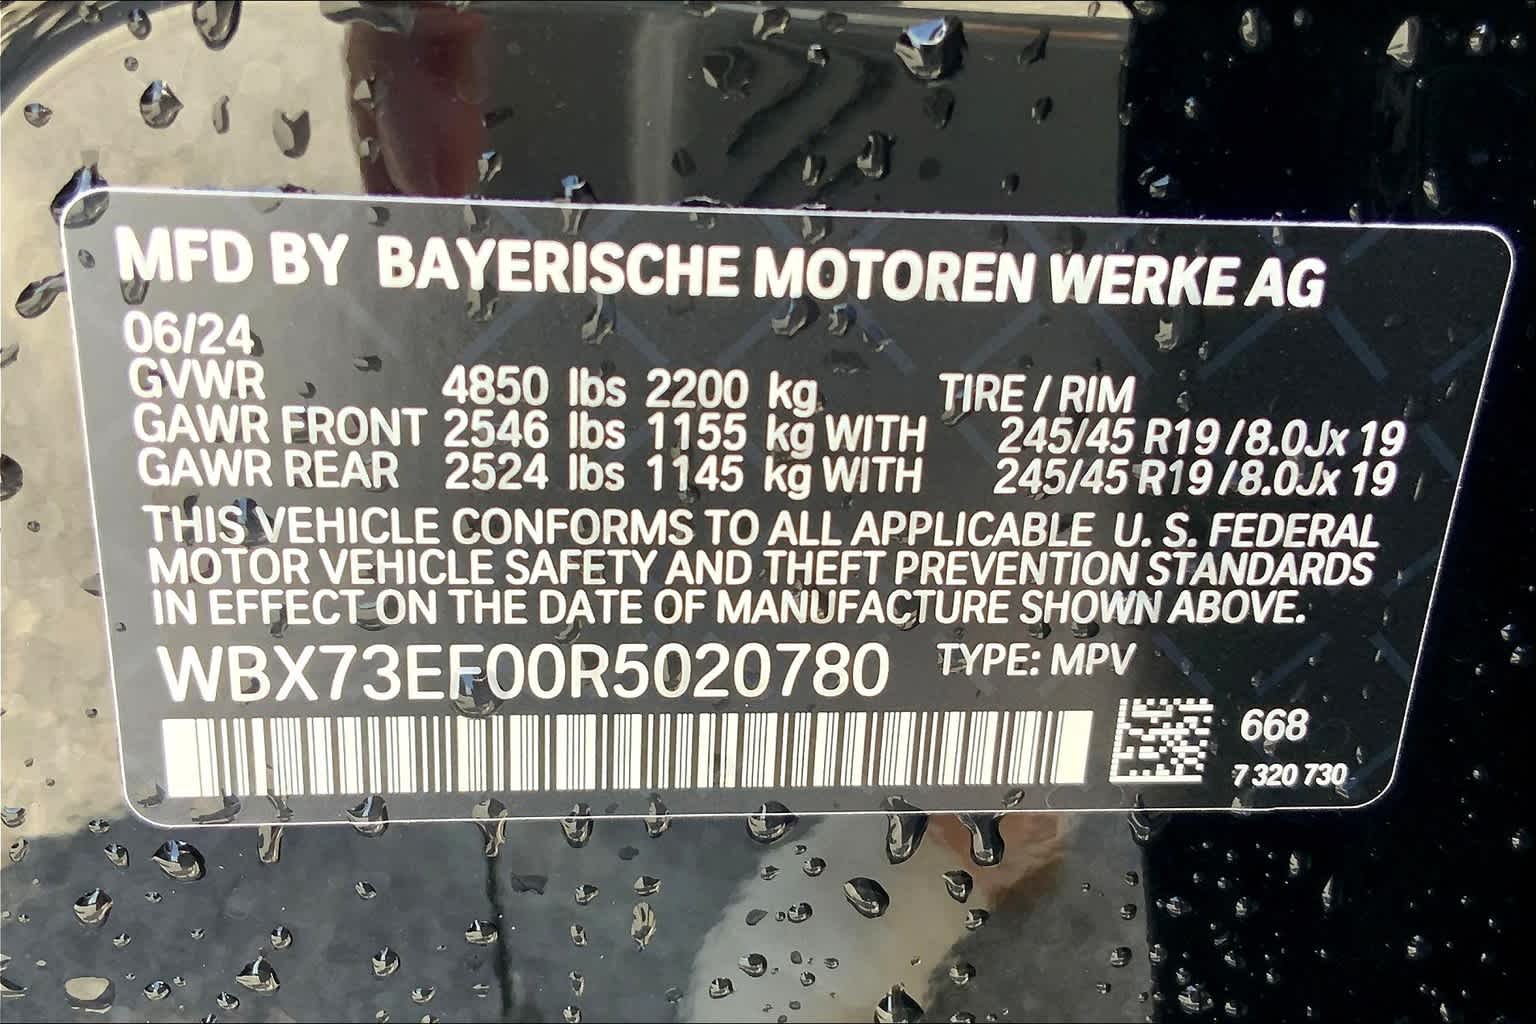 MFD BY BAYERISCHE MOTOREN WERKE AG
06/24
GVWR 4850 lbs 2200 kg TIRE / RIM
GAWR FRONT 2546 lbs 1155 kg WITH 245/45 R19 /8.0Jx 19
GAWR REAR 2524 lbs 1145 kg WITH 245/45 R19 /8.0Jx 19
THIS VEHICLE CONFORMS TO ALL APPLICABLE U. S. FEDERAL
MOTOR VEHICLE SAFETY AND THEFT PREVENTION STANDARDS
IN EFFECT ON THE DATE OF MANUFACTURE SHOWN ABOVE.
WBX73EF00R5020780 TYPE: MPV
668
7 320 730